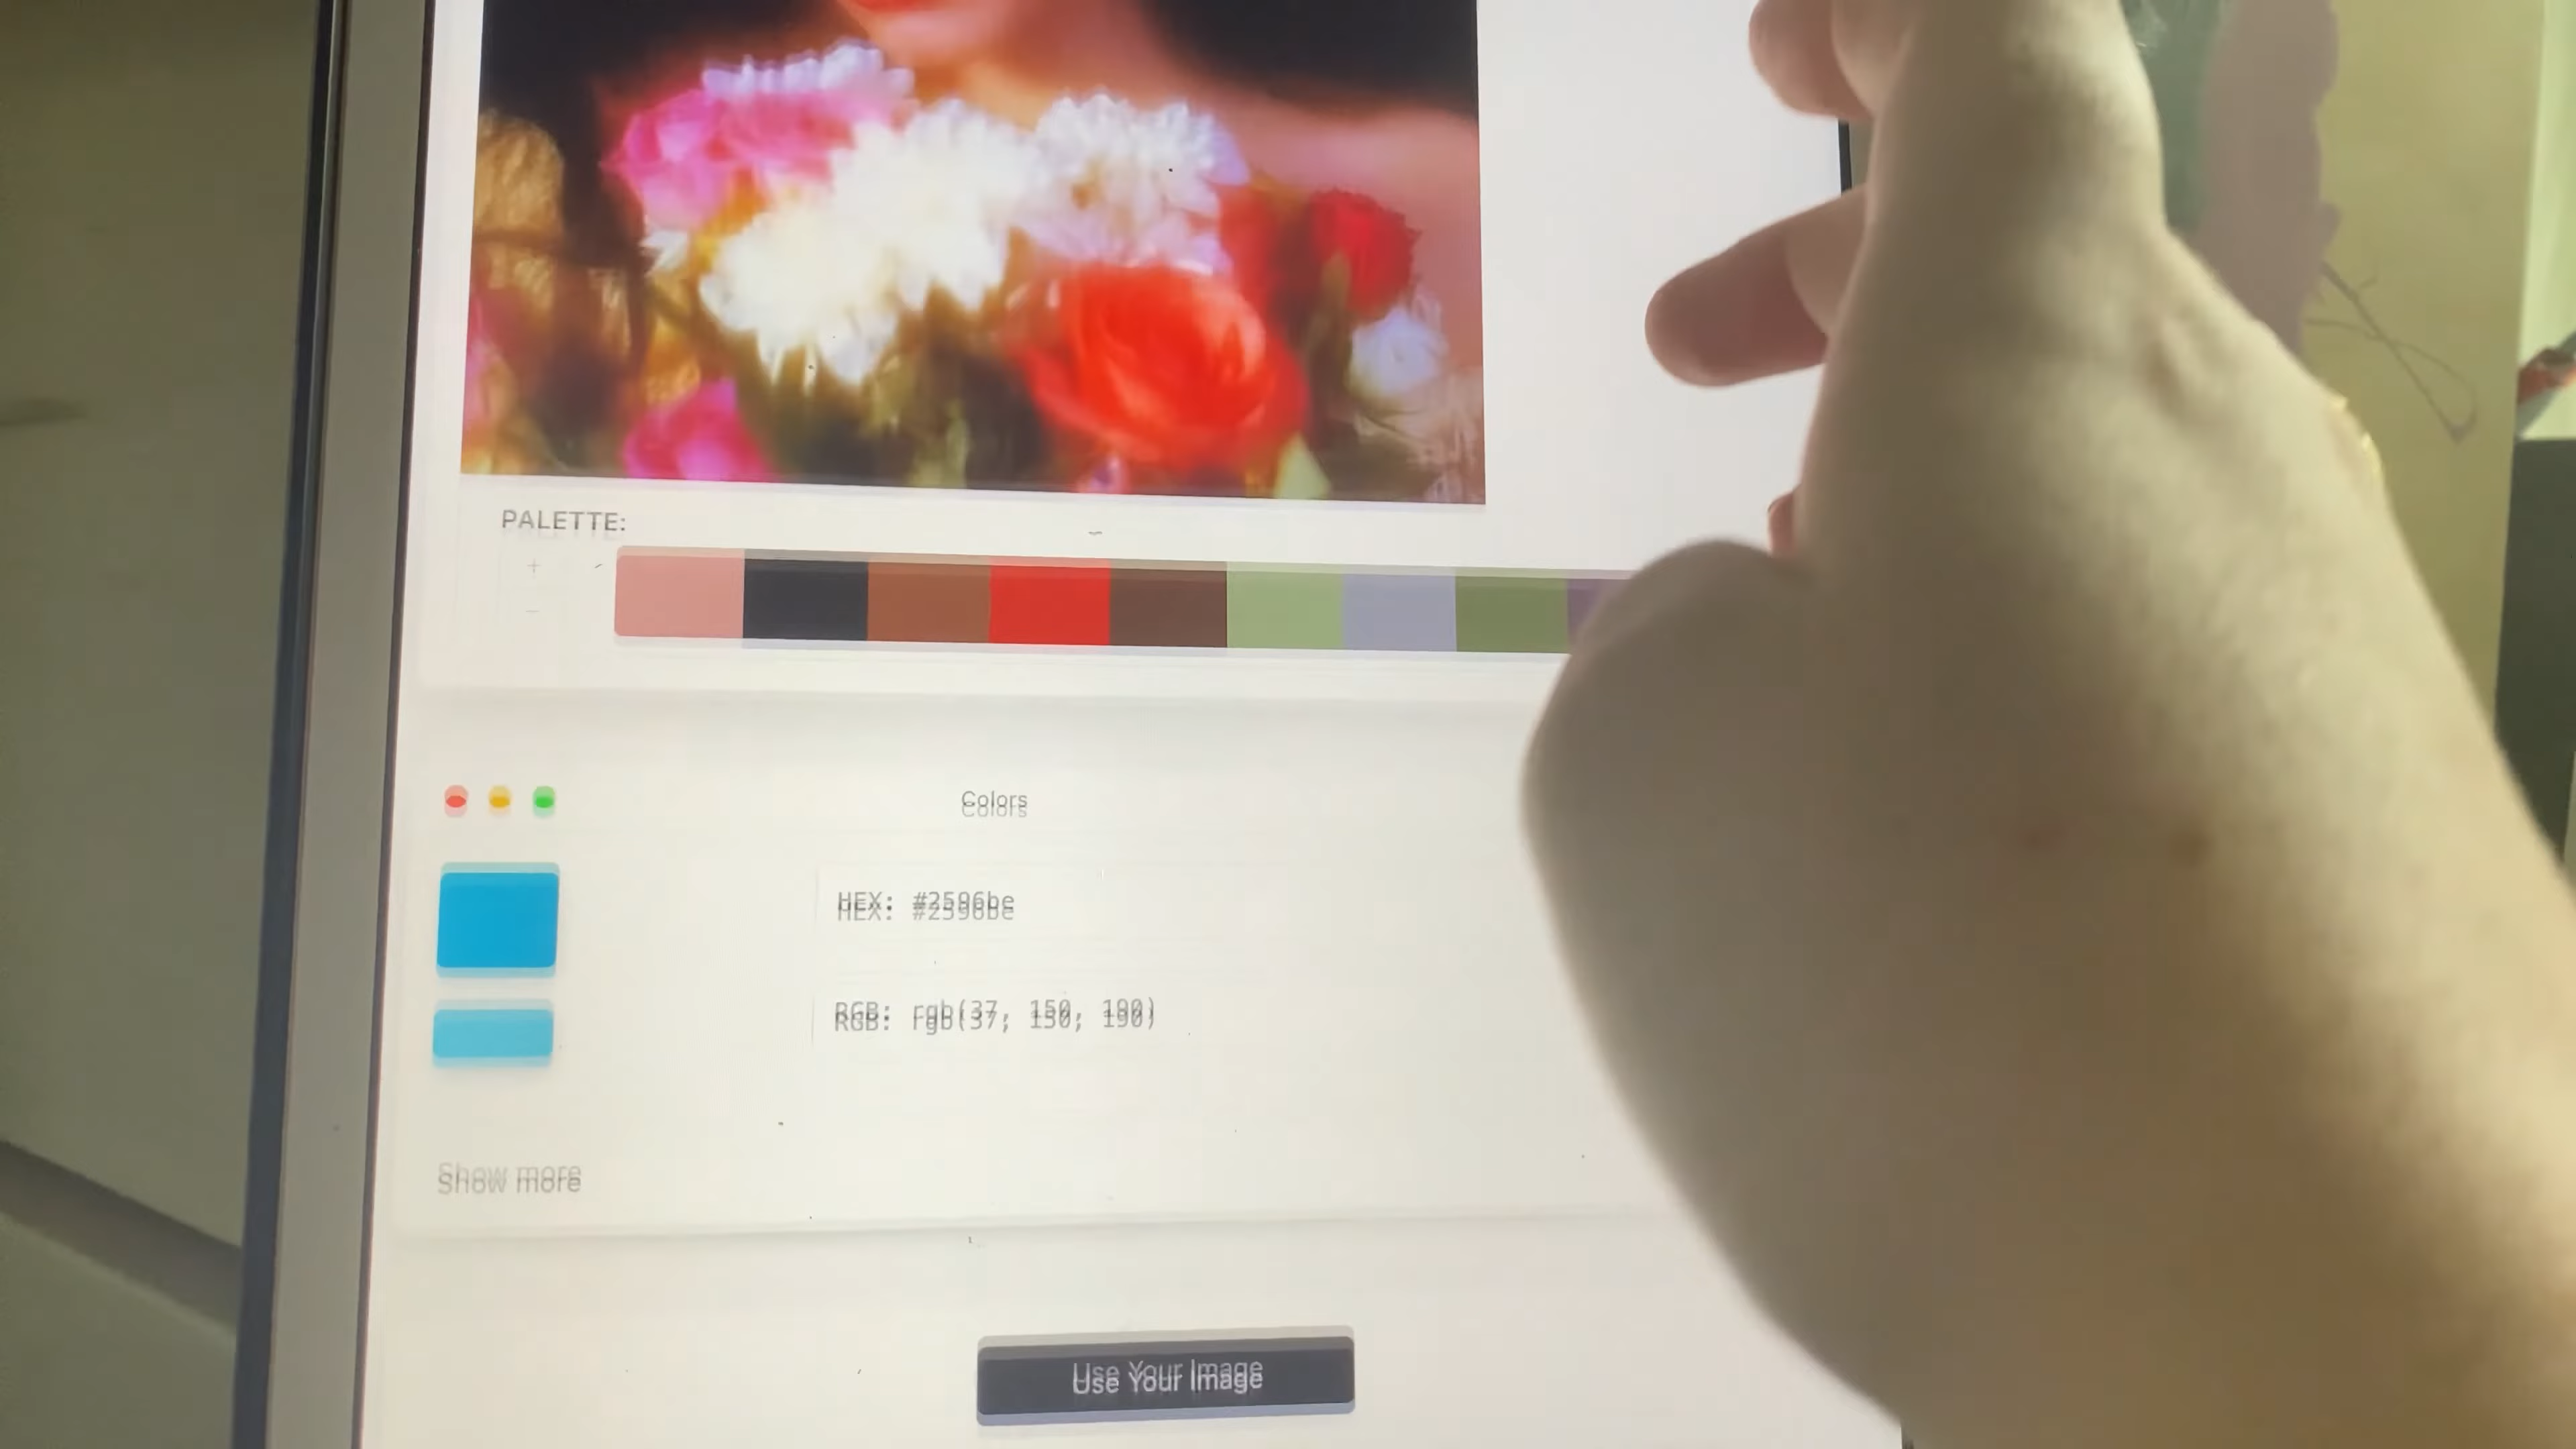 PALETTE:
+
−
Colors
HEX: #2596be
RGB: rgb(37, 150, 190)
Show more
Use Your Image